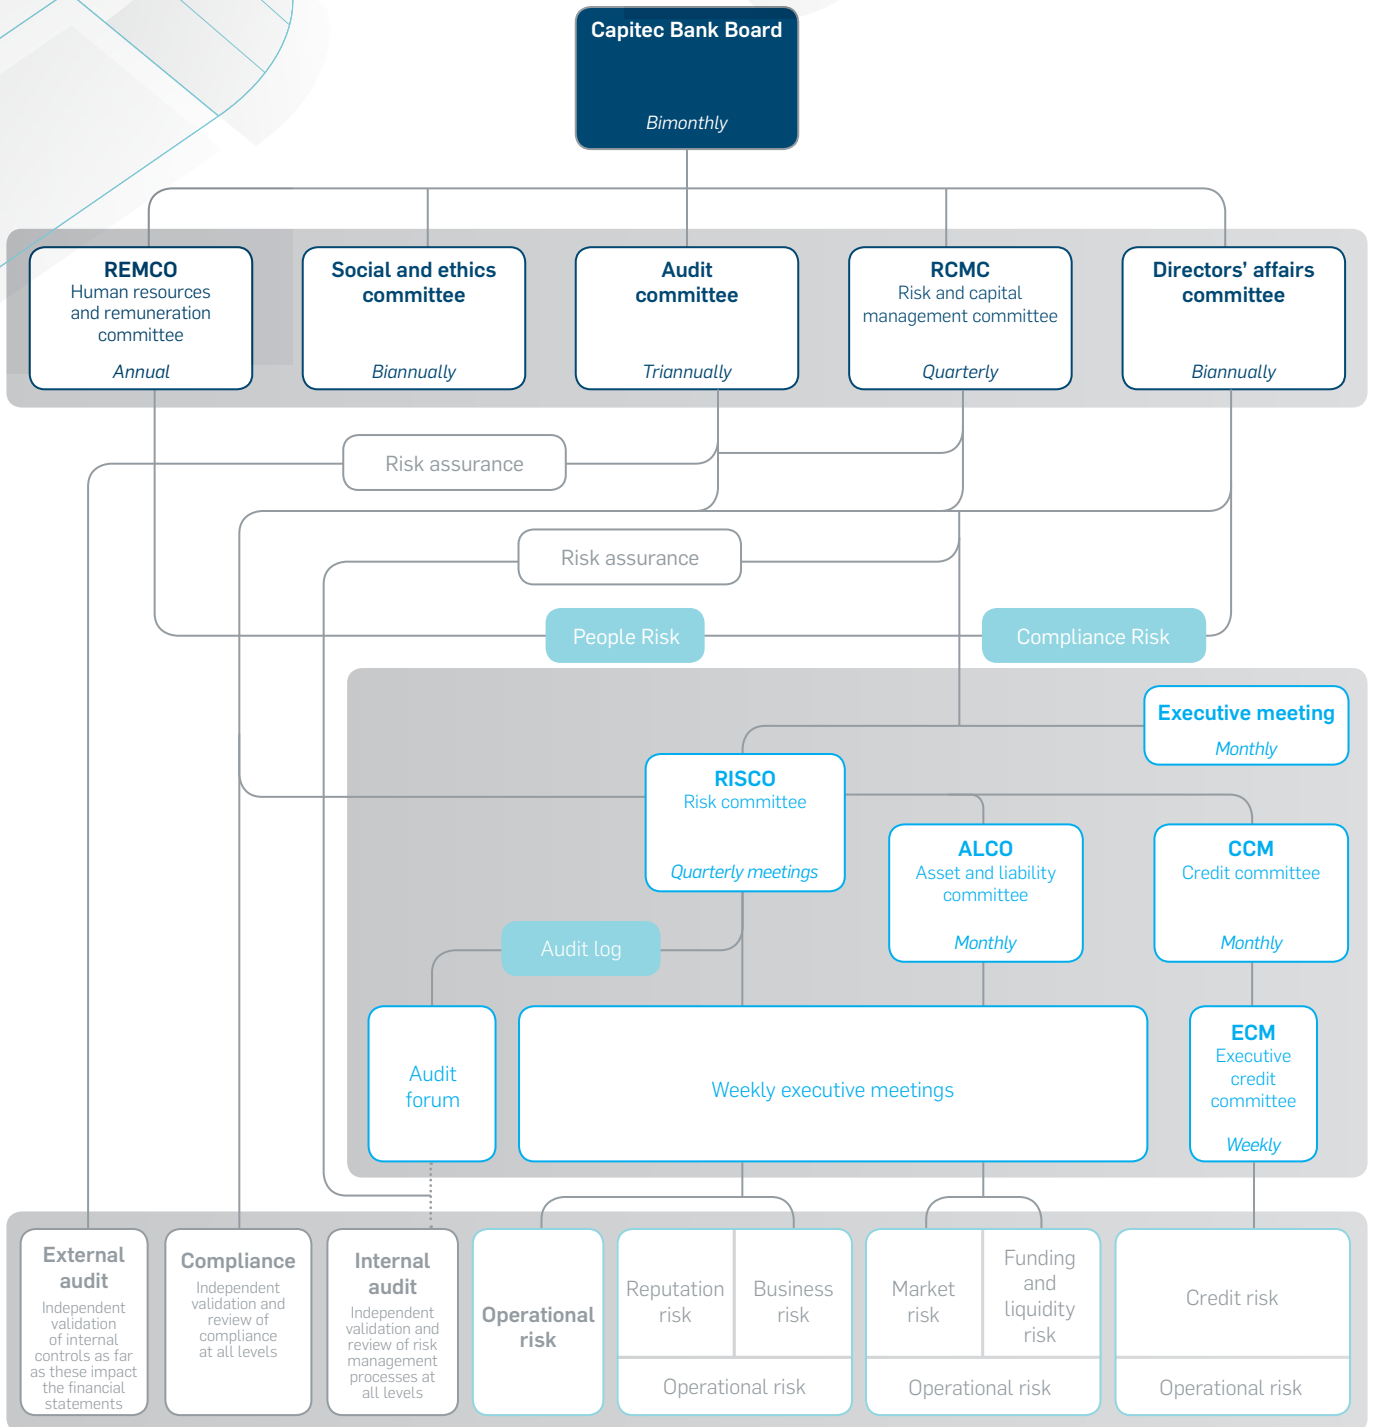 Capitec Bank Board
Bimonthly
REMCO
Human resources
and remuneration
committee
Annual
Social and ethics
committee
Biannually
Audit
committee
Triannually
RCMC
Risk and capital
management committee
Quarterly
Directors’ affairs
committee
Biannually
Risk assurance
Risk assurance
People Risk
Compliance Risk
Executive meeting
Monthly
RISCO
Risk committee
Quarterly meetings
ALCO
Asset and liability
committee
Monthly
CCM
Credit committee
Monthly
Audit log
Audit
forum
Weekly executive meetings
ECM
Executive
credit
committee
Weekly
External
audit
Independent
validation
of internal
controls as far
as these impact
the financial
statements
Compliance
Independent
validation and
review of
compliance
at all levels
Internal
audit
Independent
validation and
review of risk
management
processes at
all levels
Operational
risk
Reputation
risk
Business
risk
Operational risk
Market
risk
Funding
and
liquidity
risk
Operational risk
Credit risk
Operational risk